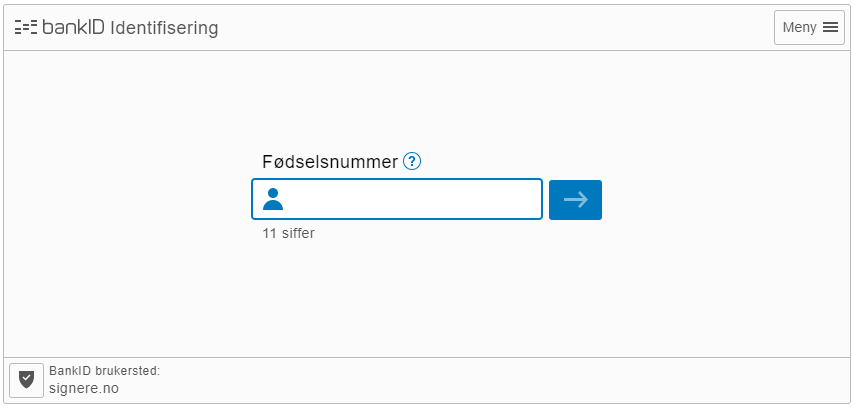 bankID Identifisering
Meny
Fødselsnummer ?
11 siffer
BankID brukersted:
signere.no